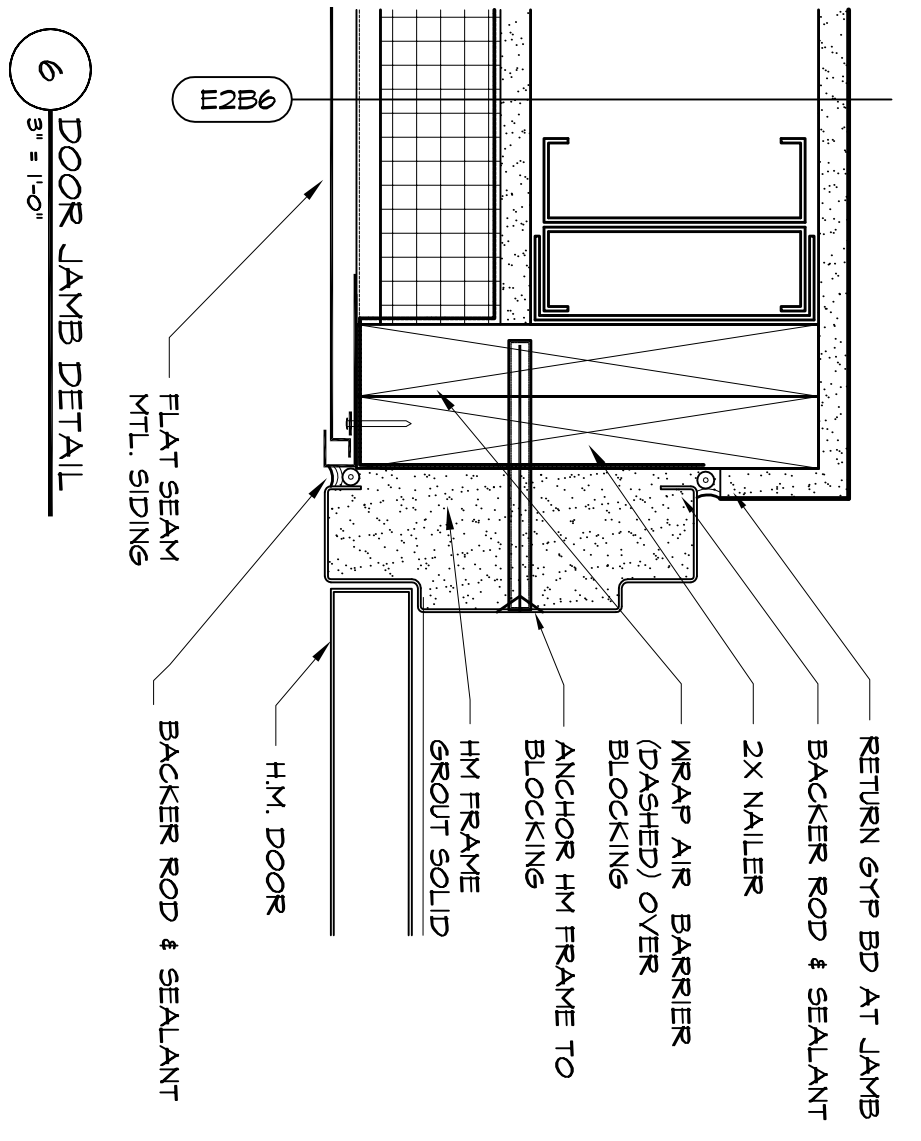 RETURN GYP BD AT JAMB
BACKER ROD & SEALANT
2X NAILER
WRAP AIR BARRIER
(DASHED) OVER
BLOCKING
ANCHOR HM FRAME TO
BLOCKING
HM FRAME
GROUT SOLID
H.M. DOOR
BACKER ROD & SEALANT
FLAT SEAM
MTL. SIDING
E2B6
6
DOOR JAMB DETAIL
3" = 1'-0"